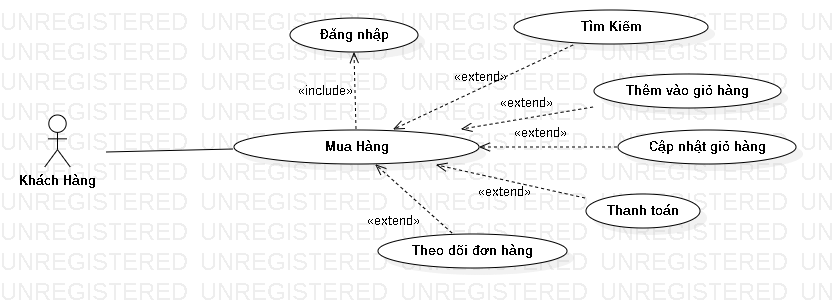 UNREGISTERED UNREGISTERED UNREGISTERED UNREGISTERED UNREGISTERED
Tìm Kiếm
Đăng nhập
«extend»
«include»
Thêm vào giỏ hàng
«extend»
«extend»
Cập nhật giỏ hàng
Mua Hàng
Khách Hàng
«extend»
Thanh toán
«extend»
Theo dõi đơn hàng